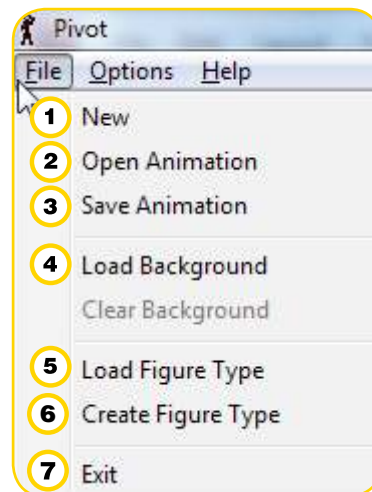 Pivot
File Options Help
1 New
2 Open Animation
3 Save Animation
4 Load Background
Clear Background
5 Load Figure Type
6 Create Figure Type
7 Exit